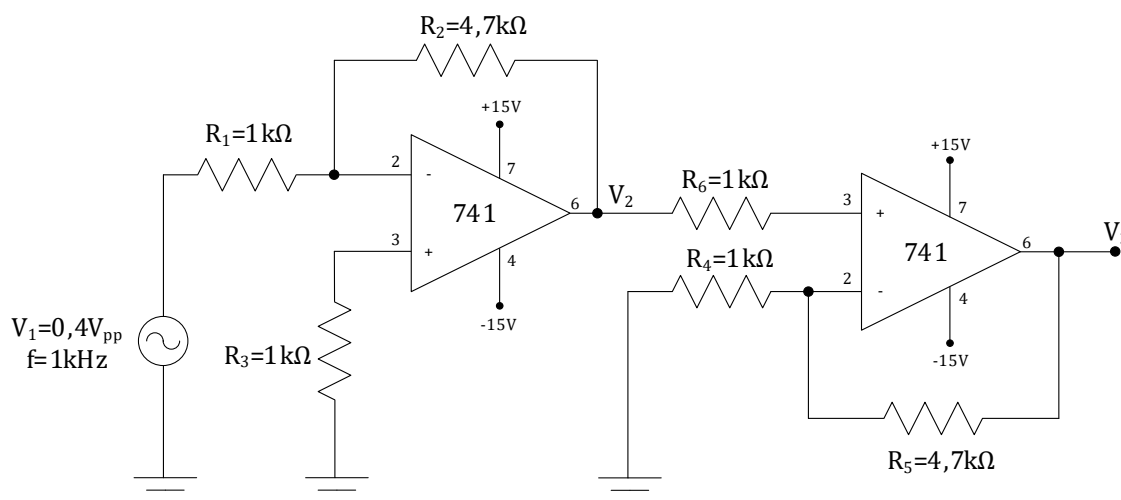 R2=4,7kΩ
+15V
R1=1kΩ
2
-
7
741
6
V2
3
+
4
-15V
R3=1kΩ
V1=0,4Vpp
f=1kHz
+15V
R6=1kΩ
3
+
7
741
6
R4=1kΩ
2
-
4
-15V
R5=4,7kΩ